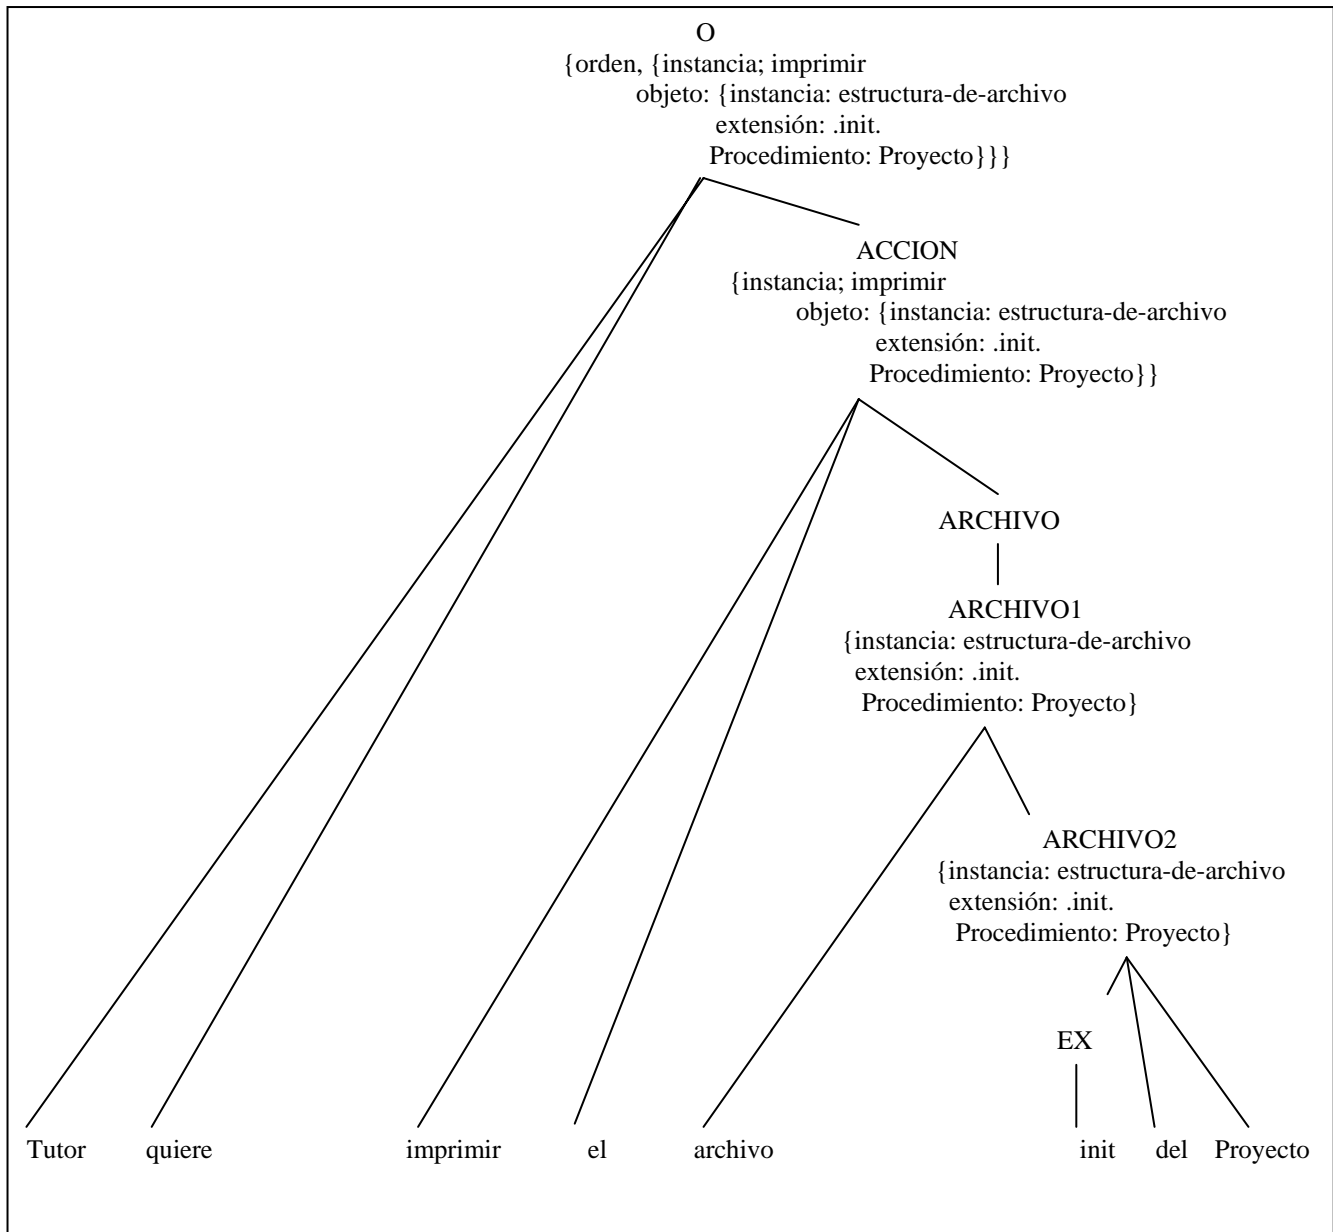 O
{orden, {instancia; imprimir
objeto: {instancia: estructura-de-archivo
extensión: .init.
Procedimiento: Proyecto}}}
ACCION
{instancia; imprimir
objeto: {instancia: estructura-de-archivo
extensión: .init.
Procedimiento: Proyecto}}
ARCHIVO
ARCHIVO1
{instancia: estructura-de-archivo
extensión: .init.
Procedimiento: Proyecto}
ARCHIVO2
{instancia: estructura-de-archivo
extensión: .init.
Procedimiento: Proyecto}
EX
Tutor quiere imprimir el archivo init del Proyecto